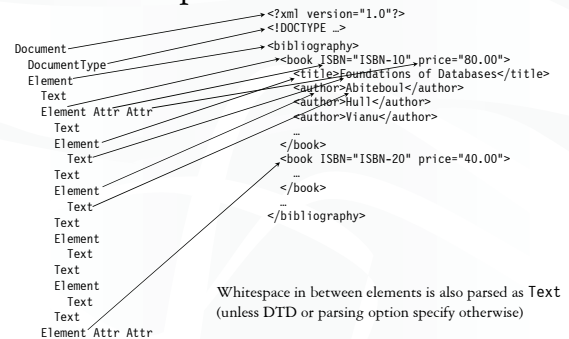 <?xml version="1.0"?>
<!DOCTYPE …>
<bibliography>
<book ISBN="ISBN-10" price="80.00">
<title>Foundations of Databases</title>
<author>Abiteboul</author>
<author>Hull</author>
<author>Vianu</author>
…
</book>
<book ISBN="ISBN-20" price="40.00">
…
</book>
…
</bibliography>
Document
DocumentType
Element
Text
Element Attr Attr
Text
Element
Text
Text
Element
Text
Text
Element
Text
Text
Element
Text
Text
Element Attr Attr
Whitespace in between elements is also parsed as Text
(unless DTD or parsing option specify otherwise)